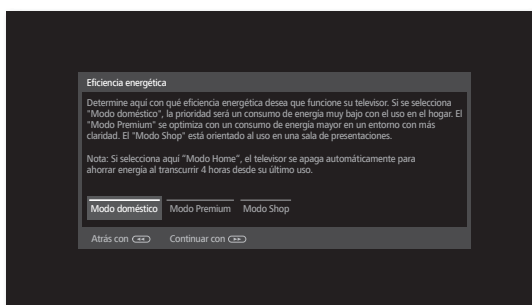 Eficiencia energética
Determine aquí con qué eficiencia energética desea que funcione su televisor. Si se selecciona
"Modo doméstico", la prioridad será un consumo de energía muy bajo con el uso en el hogar. El
"Modo Premium" se optimiza con un consumo de energía mayor en un entorno con más
claridad. El "Modo Shop" está orientado al uso en una sala de presentaciones.
Nota: Si selecciona aquí "Modo Home", el televisor se apaga automáticamente para
ahorrar energía al transcurrir 4 horas desde su último uso.
Modo doméstico Modo Premium Modo Shop
Atrás con ◀◀ Continuar con ▶▶